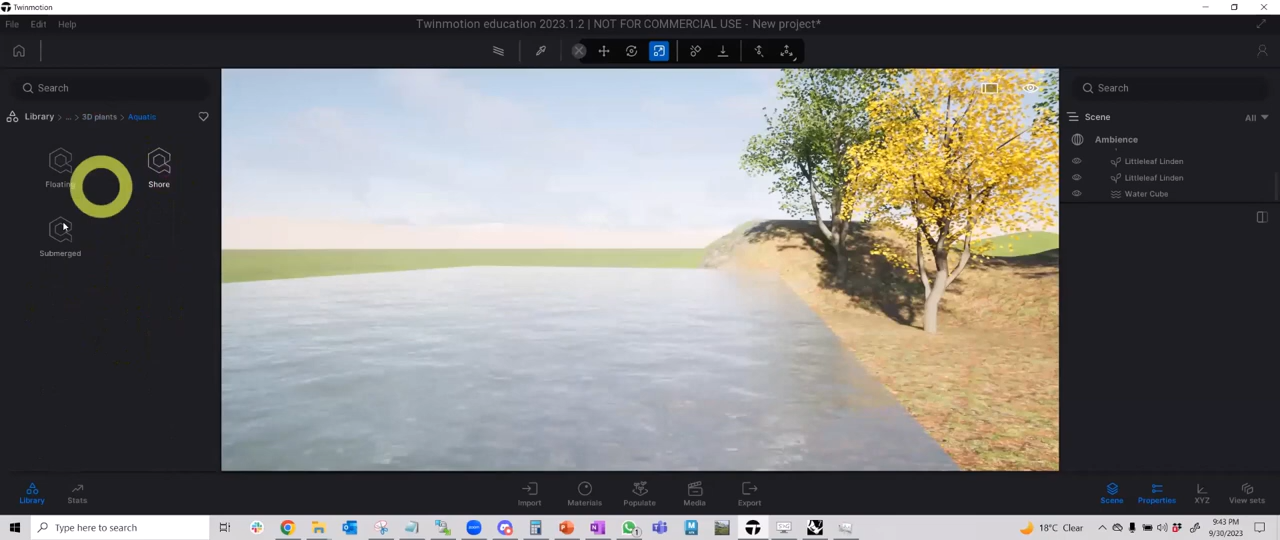 Twinmotion
File Edit Help
Twinmotion education 2023.1.2 | NOT FOR COMMERCIAL USE - New project*
Search
Library > ... > 3D plants > Aquatic
Floating
Shore
Submerged
Search
Scene
All
Ambience
Littleleaf Linden
Littleleaf Linden
Water Cube
Library
Stats
Import
Materials
Populate
Media
Export
Scene
Properties
XYZ
View sets
Type here to search
18°C Clear
9:43 PM
9/30/2023